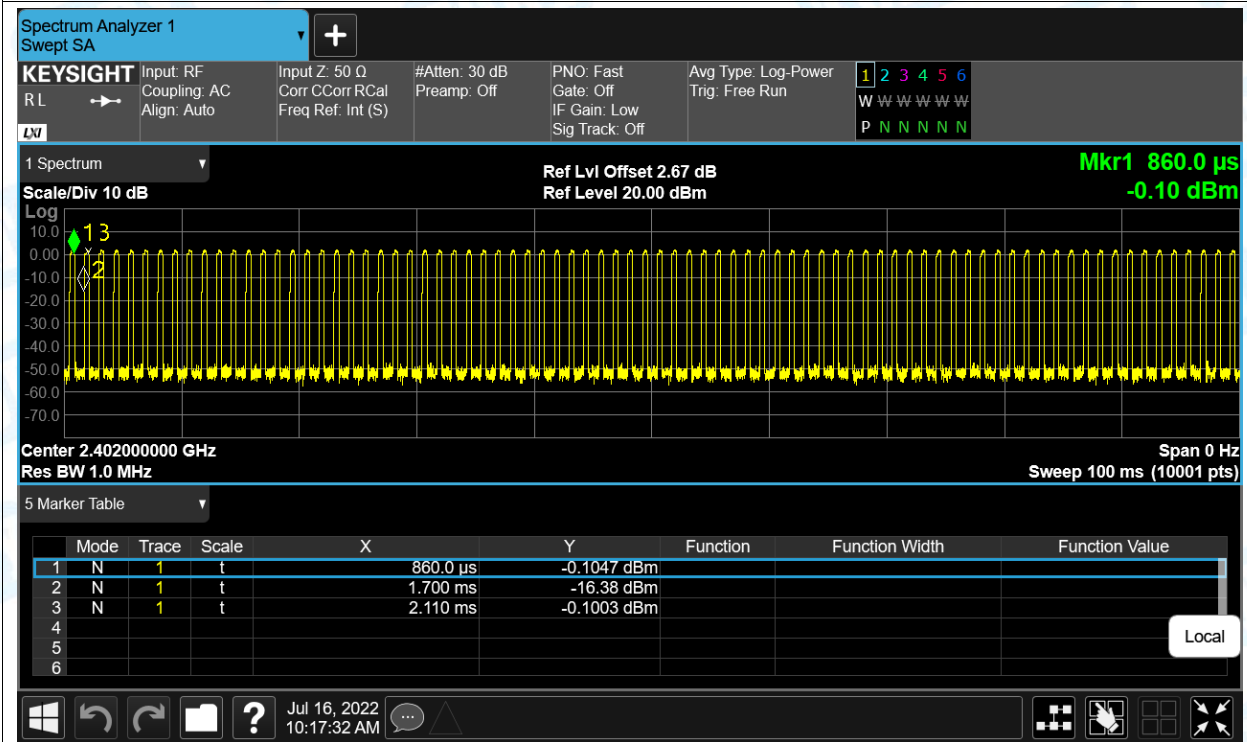 Spectrum Analyzer 1
Swept SA
KEYSIGHT
R L
LXI
Input: RF
Coupling: AC
Align: Auto
Input Z: 50 Ω
Corr CCorr RCal
Freq Ref: Int (S)
#Atten: 30 dB
Preamp: Off
PNO: Fast
Gate: Off
IF Gain: Low
Sig Track: Off
Avg Type: Log-Power
Trig: Free Run
1 2 3 4 5 6
W W W W W W
P N N N N N
1 Spectrum
Scale/Div 10 dB
Ref Lvl Offset 2.67 dB
Ref Level 20.00 dBm
Mkr1 860.0 µs
-0.10 dBm
Log
10.0
0.00
-10.0
-20.0
-30.0
-40.0
-50.0
-60.0
-70.0
1 3
2
Center 2.402000000 GHz
Res BW 1.0 MHz
Span 0 Hz
Sweep 100 ms (10001 pts)
5 Marker Table
Mode Trace Scale X Y Function Function Width Function Value
1 N 1 t 860.0 µs -0.1047 dBm
2 N 1 t 1.700 ms -16.38 dBm
3 N 1 t 2.110 ms -0.1003 dBm
4
5
6
Local
?
Jul 16, 2022
10:17:32 AM